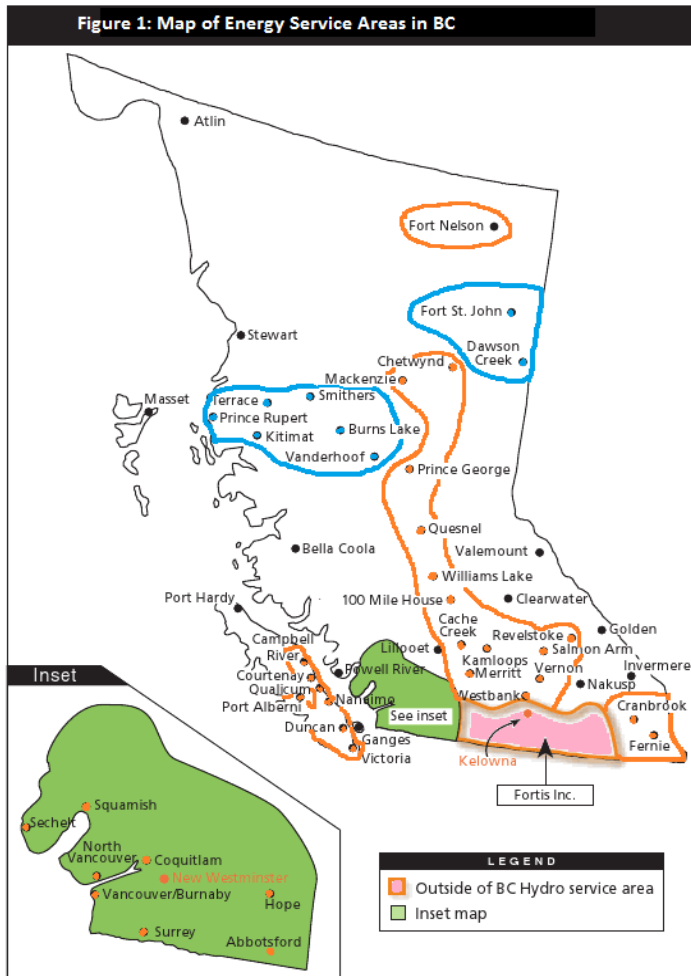 Figure 1: Map of Energy Service Areas in BC
Atlin
Fort Nelson
Fort St. John
Dawson
Creek
Stewart
Chetwynd
Mackenzie
Masset
Terrace
Smithers
Prince Rupert
Kitimat
Burns Lake
Vanderhoof
Prince George
Quesnel
Bella Coola
Valemount
Williams Lake
Port Hardy
100 Mile House
Clearwater
Campbell
River
Cache
Creek
Revelstoke
Golden
Lillooet
Kamloops
Salmon Arm
Courtenay
Powell River
Merritt
Vernon
Invermere
Qualicum
Nanaimo
Westbank
Nakusp
Port Alberni
See inset
Cranbrook
Duncan
Ganges
Victoria
Kelowna
Fernie
Fortis Inc.
Inset
Squamish
Sechelt
North
Vancouver
Coquitlam
New Westminster
Vancouver/Burnaby
Hope
Surrey
Abbotsford
LEGEND
Outside of BC Hydro service area
Inset map